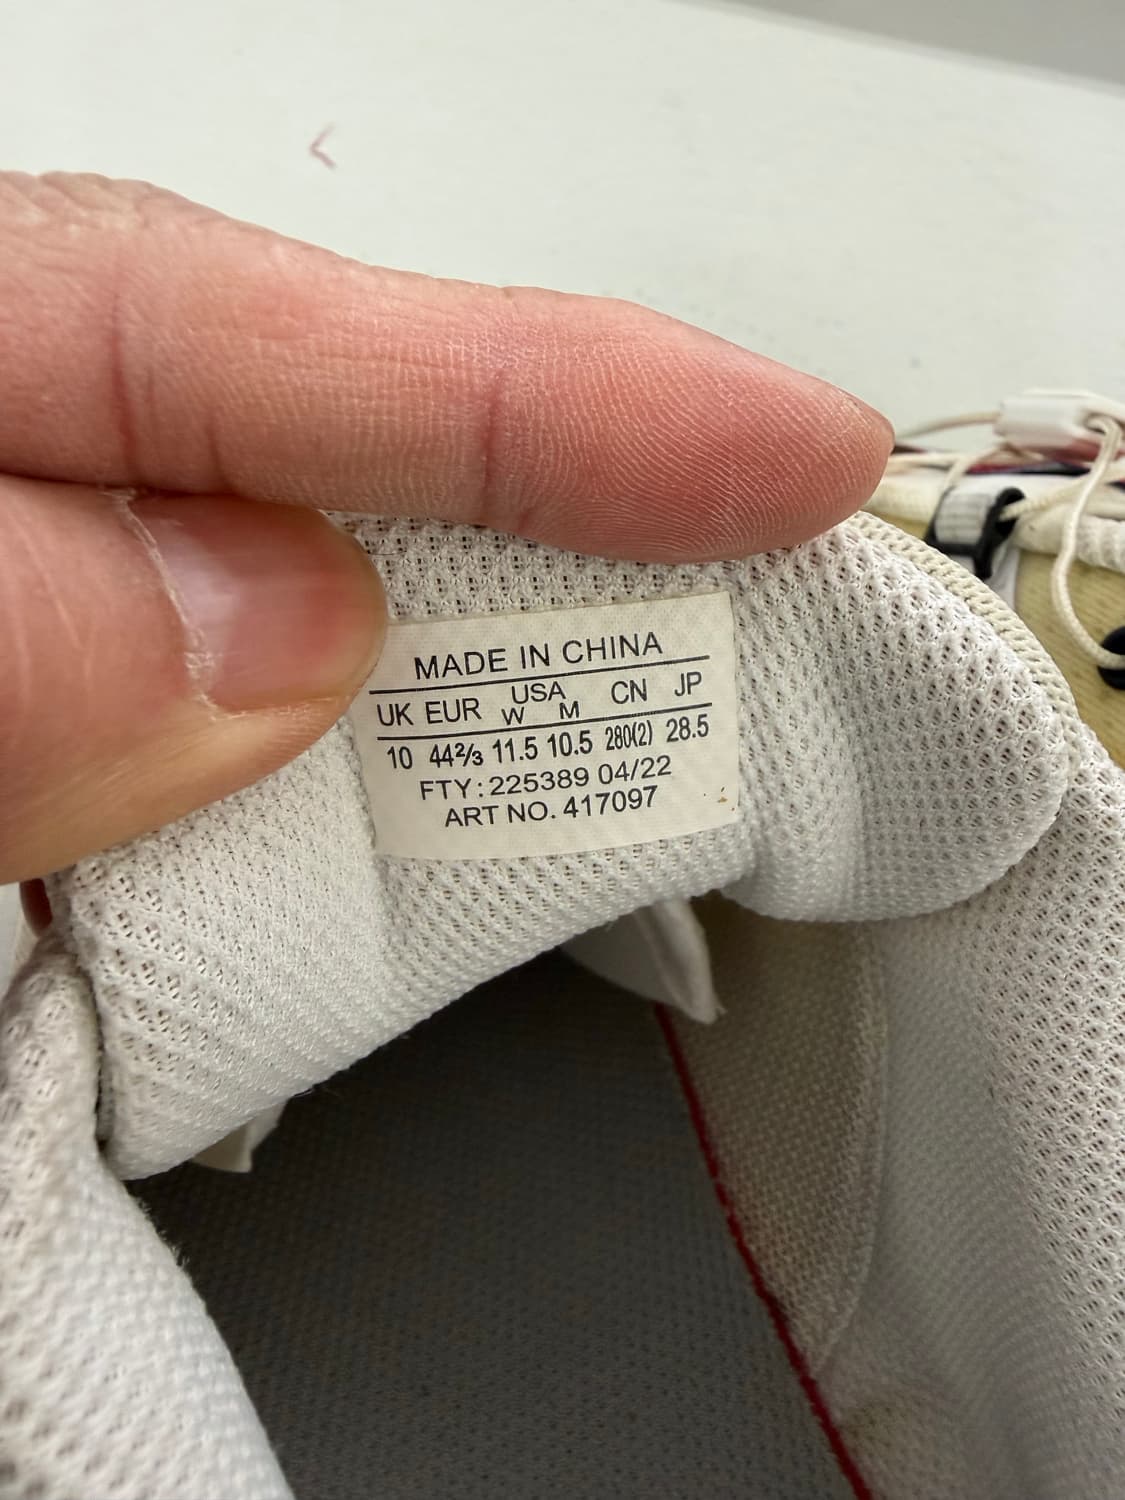 MADE IN CHINA
UK EUR USA W M CN JP
10 44⅔ 11.5 10.5 280(2) 28.5
FTY: 225389 04/22
ART NO. 417097